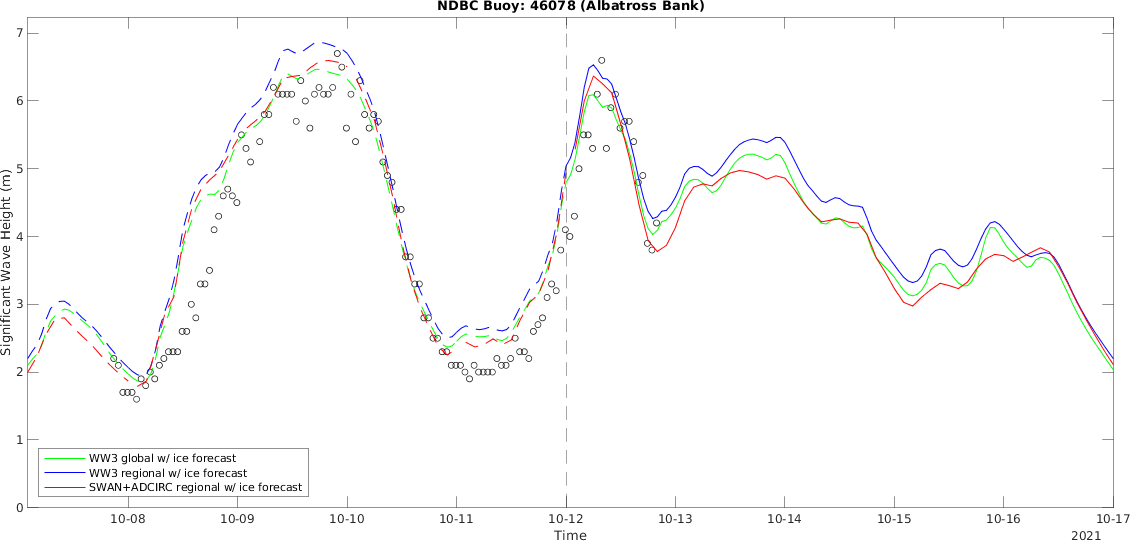 NDBC Buoy: 46078 (Albatross Bank)
Significant Wave Height (m)
7
6
5
4
3
2
1
0
WW3 global w/ ice forecast
WW3 regional w/ ice forecast
SWAN+ADCIRC regional w/ ice forecast
10-08 10-09 10-10 10-11 10-12 10-13 10-14 10-15 10-16 10-17
Time
2021